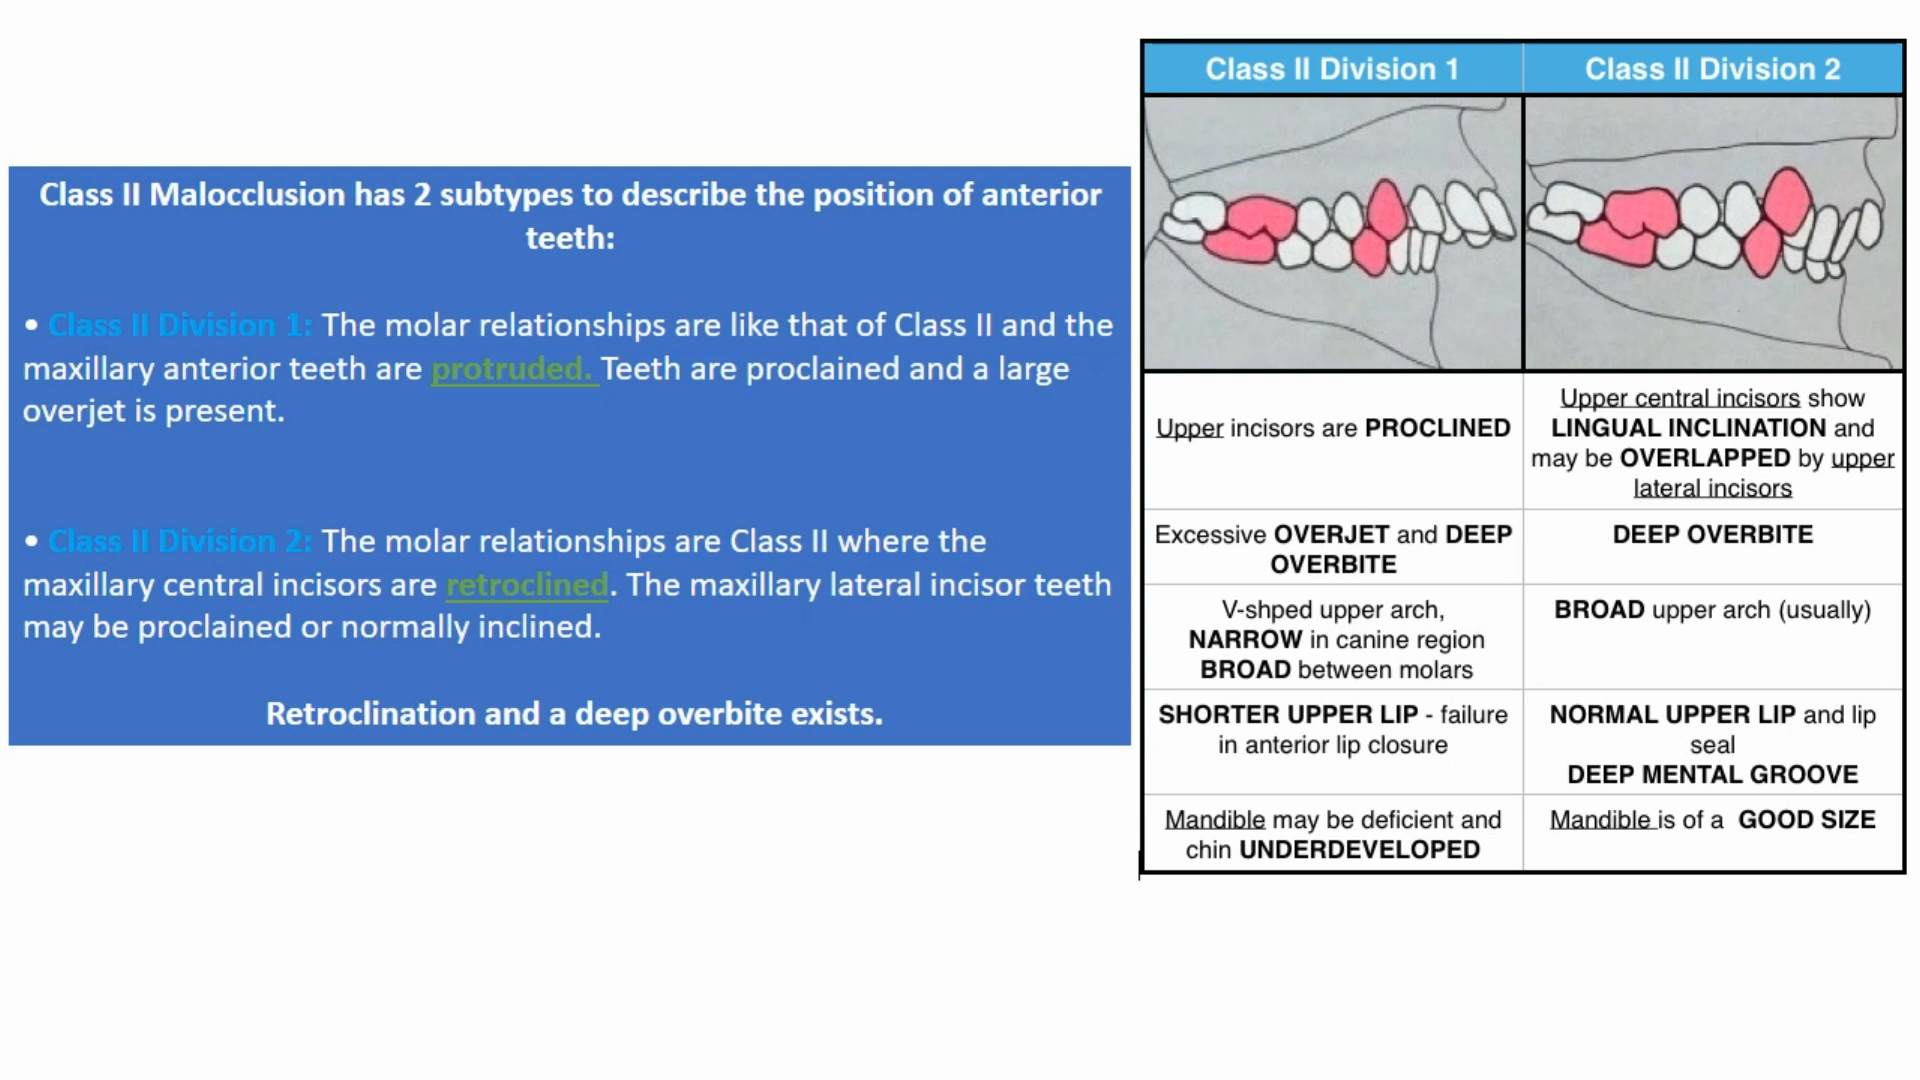 Class II Malocclusion has 2 subtypes to describe the position of anterior
teeth:
• Class II Division 1: The molar relationships are like that of Class II and the
maxillary anterior teeth are protruded. Teeth are proclained and a large
overjet is present.
• Class II Division 2: The molar relationships are Class II where the
maxillary central incisors are retroclined. The maxillary lateral incisor teeth
may be proclained or normally inclined.
Retroclination and a deep overbite exists.
Class II Division 1
Class II Division 2
Upper incisors are PROCLINED
Upper central incisors show
LINGUAL INCLINATION and
may be OVERLAPPED by upper
lateral incisors
Excessive OVERJET and DEEP
OVERBITE
DEEP OVERBITE
V-shped upper arch,
NARROW in canine region
BROAD between molars
BROAD upper arch (usually)
SHORTER UPPER LIP - failure
in anterior lip closure
NORMAL UPPER LIP and lip
seal
DEEP MENTAL GROOVE
Mandible may be deficient and
chin UNDERDEVELOPED
Mandible is of a GOOD SIZE